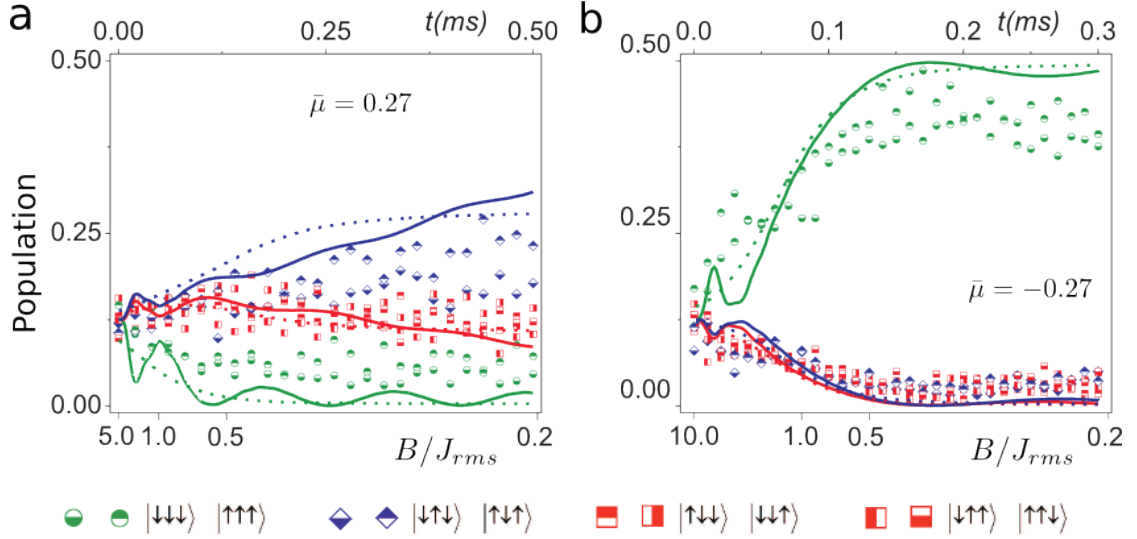 a
0.00 0.25 t(ms) 0.50
0.50
μ̄ = 0.27
Population
0.25
0.00
5.0 1.0 0.5 B/J_rms 0.2
b
0.0 0.1 t(ms) 0.2 0.3
0.50
0.25
μ̄ = −0.27
0.00
10.0 1.0 0.5 B/J_rms 0.2
|↓↓↓⟩ |↑↑↑⟩ |↓↑↓⟩ |↑↓↑⟩ |↑↓↓⟩ |↓↓↑⟩ |↓↑↑⟩ |↑↑↓⟩